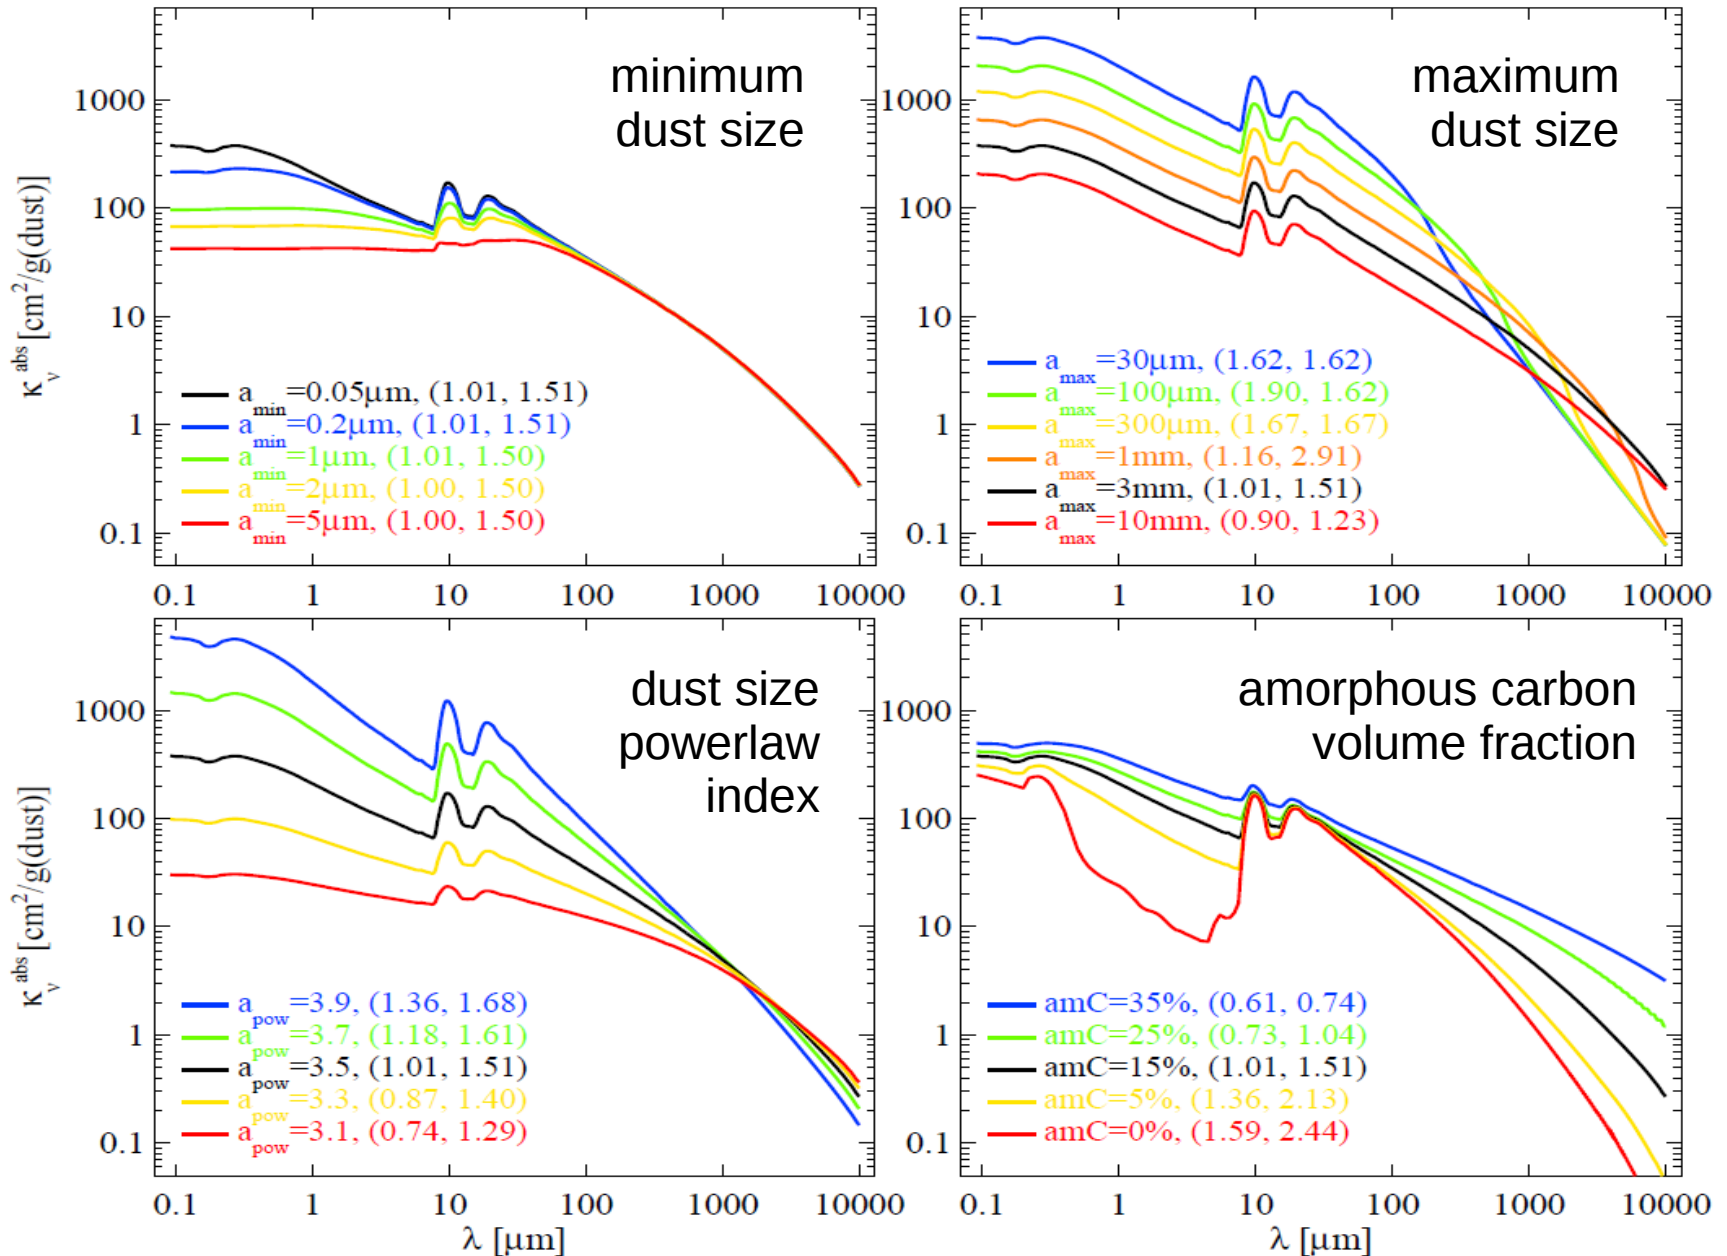 minimum
dust size
1000
100
10
1
0.1
κν^abs [cm²/g(dust)]
a_min=0.05μm, (1.01, 1.51)
a_min=0.2μm, (1.01, 1.51)
a_min=1μm, (1.01, 1.50)
a_min=2μm, (1.00, 1.50)
a_min=5μm, (1.00, 1.50)
0.1 1 10 100 1000 10000
maximum
dust size
1000
100
10
1
0.1
a_max=30μm, (1.62, 1.62)
a_max=100μm, (1.90, 1.62)
a_max=300μm, (1.67, 1.67)
a_max=1mm, (1.16, 2.91)
a_max=3mm, (1.01, 1.51)
a_max=10mm, (0.90, 1.23)
0.1 1 10 100 1000 10000
dust size
powerlaw
index
1000
100
10
1
0.1
κν^abs [cm²/g(dust)]
a_pow=3.9, (1.36, 1.68)
a_pow=3.7, (1.18, 1.61)
a_pow=3.5, (1.01, 1.51)
a_pow=3.3, (0.87, 1.40)
a_pow=3.1, (0.74, 1.29)
0.1 1 10 100 1000 10000
λ [μm]
amorphous carbon
volume fraction
1000
100
10
1
0.1
amC=35%, (0.61, 0.74)
amC=25%, (0.73, 1.04)
amC=15%, (1.01, 1.51)
amC=5%, (1.36, 2.13)
amC=0%, (1.59, 2.44)
0.1 1 10 100 1000 10000
λ [μm]